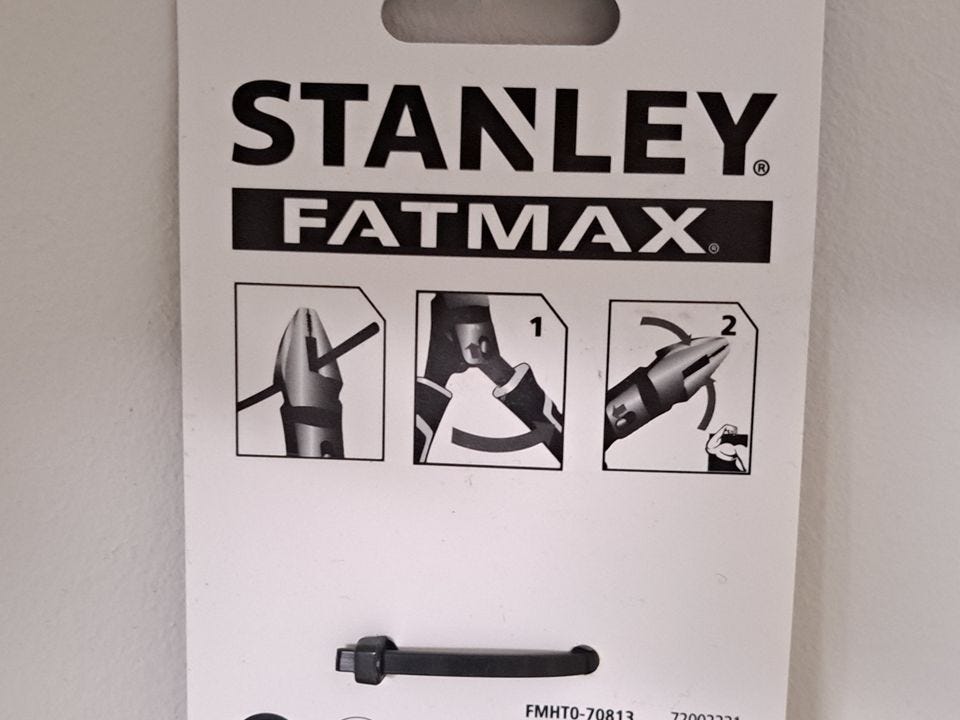 STANLEY®
FATMAX®
1
2
FMHT0-70813